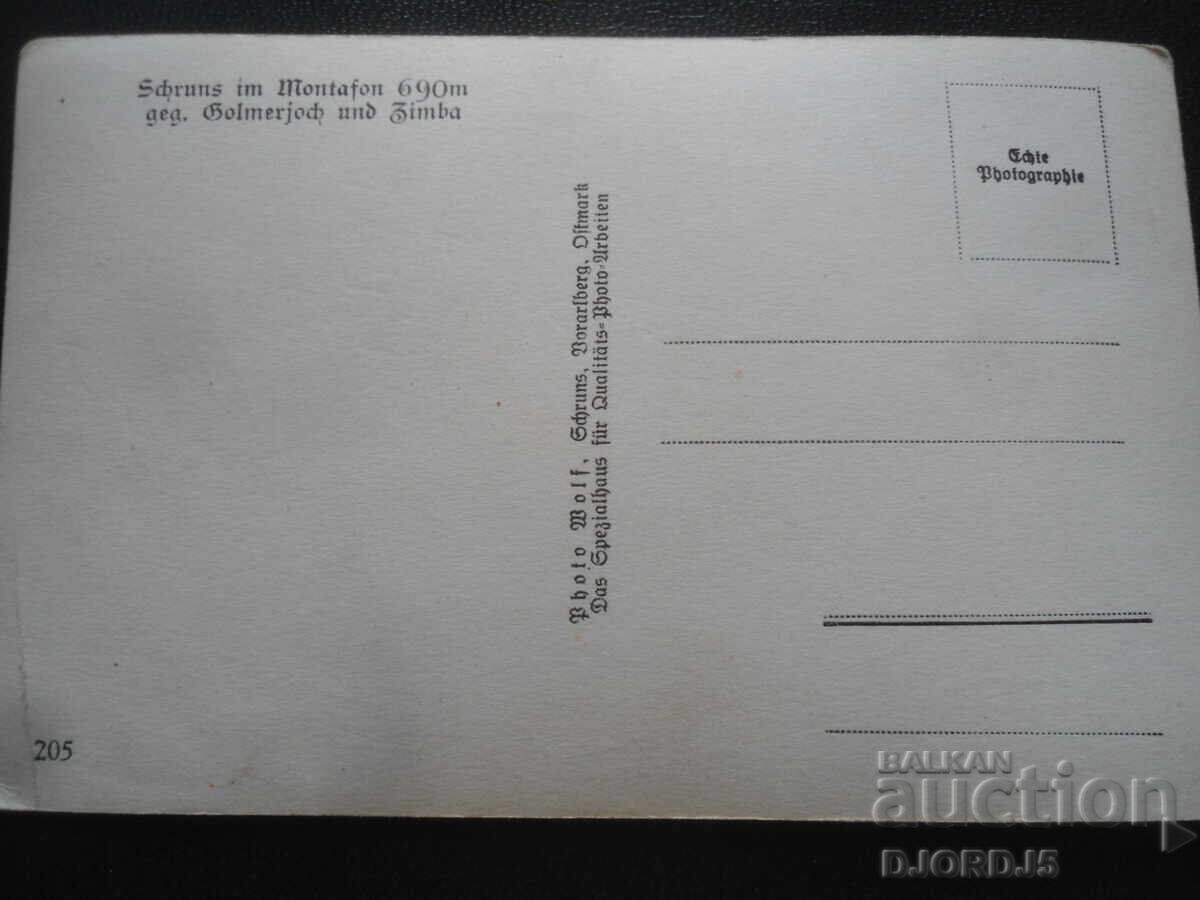 Schruns im Montafon 690m
geg. Golmerjoch und Zimba
Echte
Photographie
Photo Wolf, Schruns, Vorarlberg, Ostmark
Das Spezialhaus für Qualitäts-Photo-Arbeiten
205
BALKAN
auction
DJORDJ5